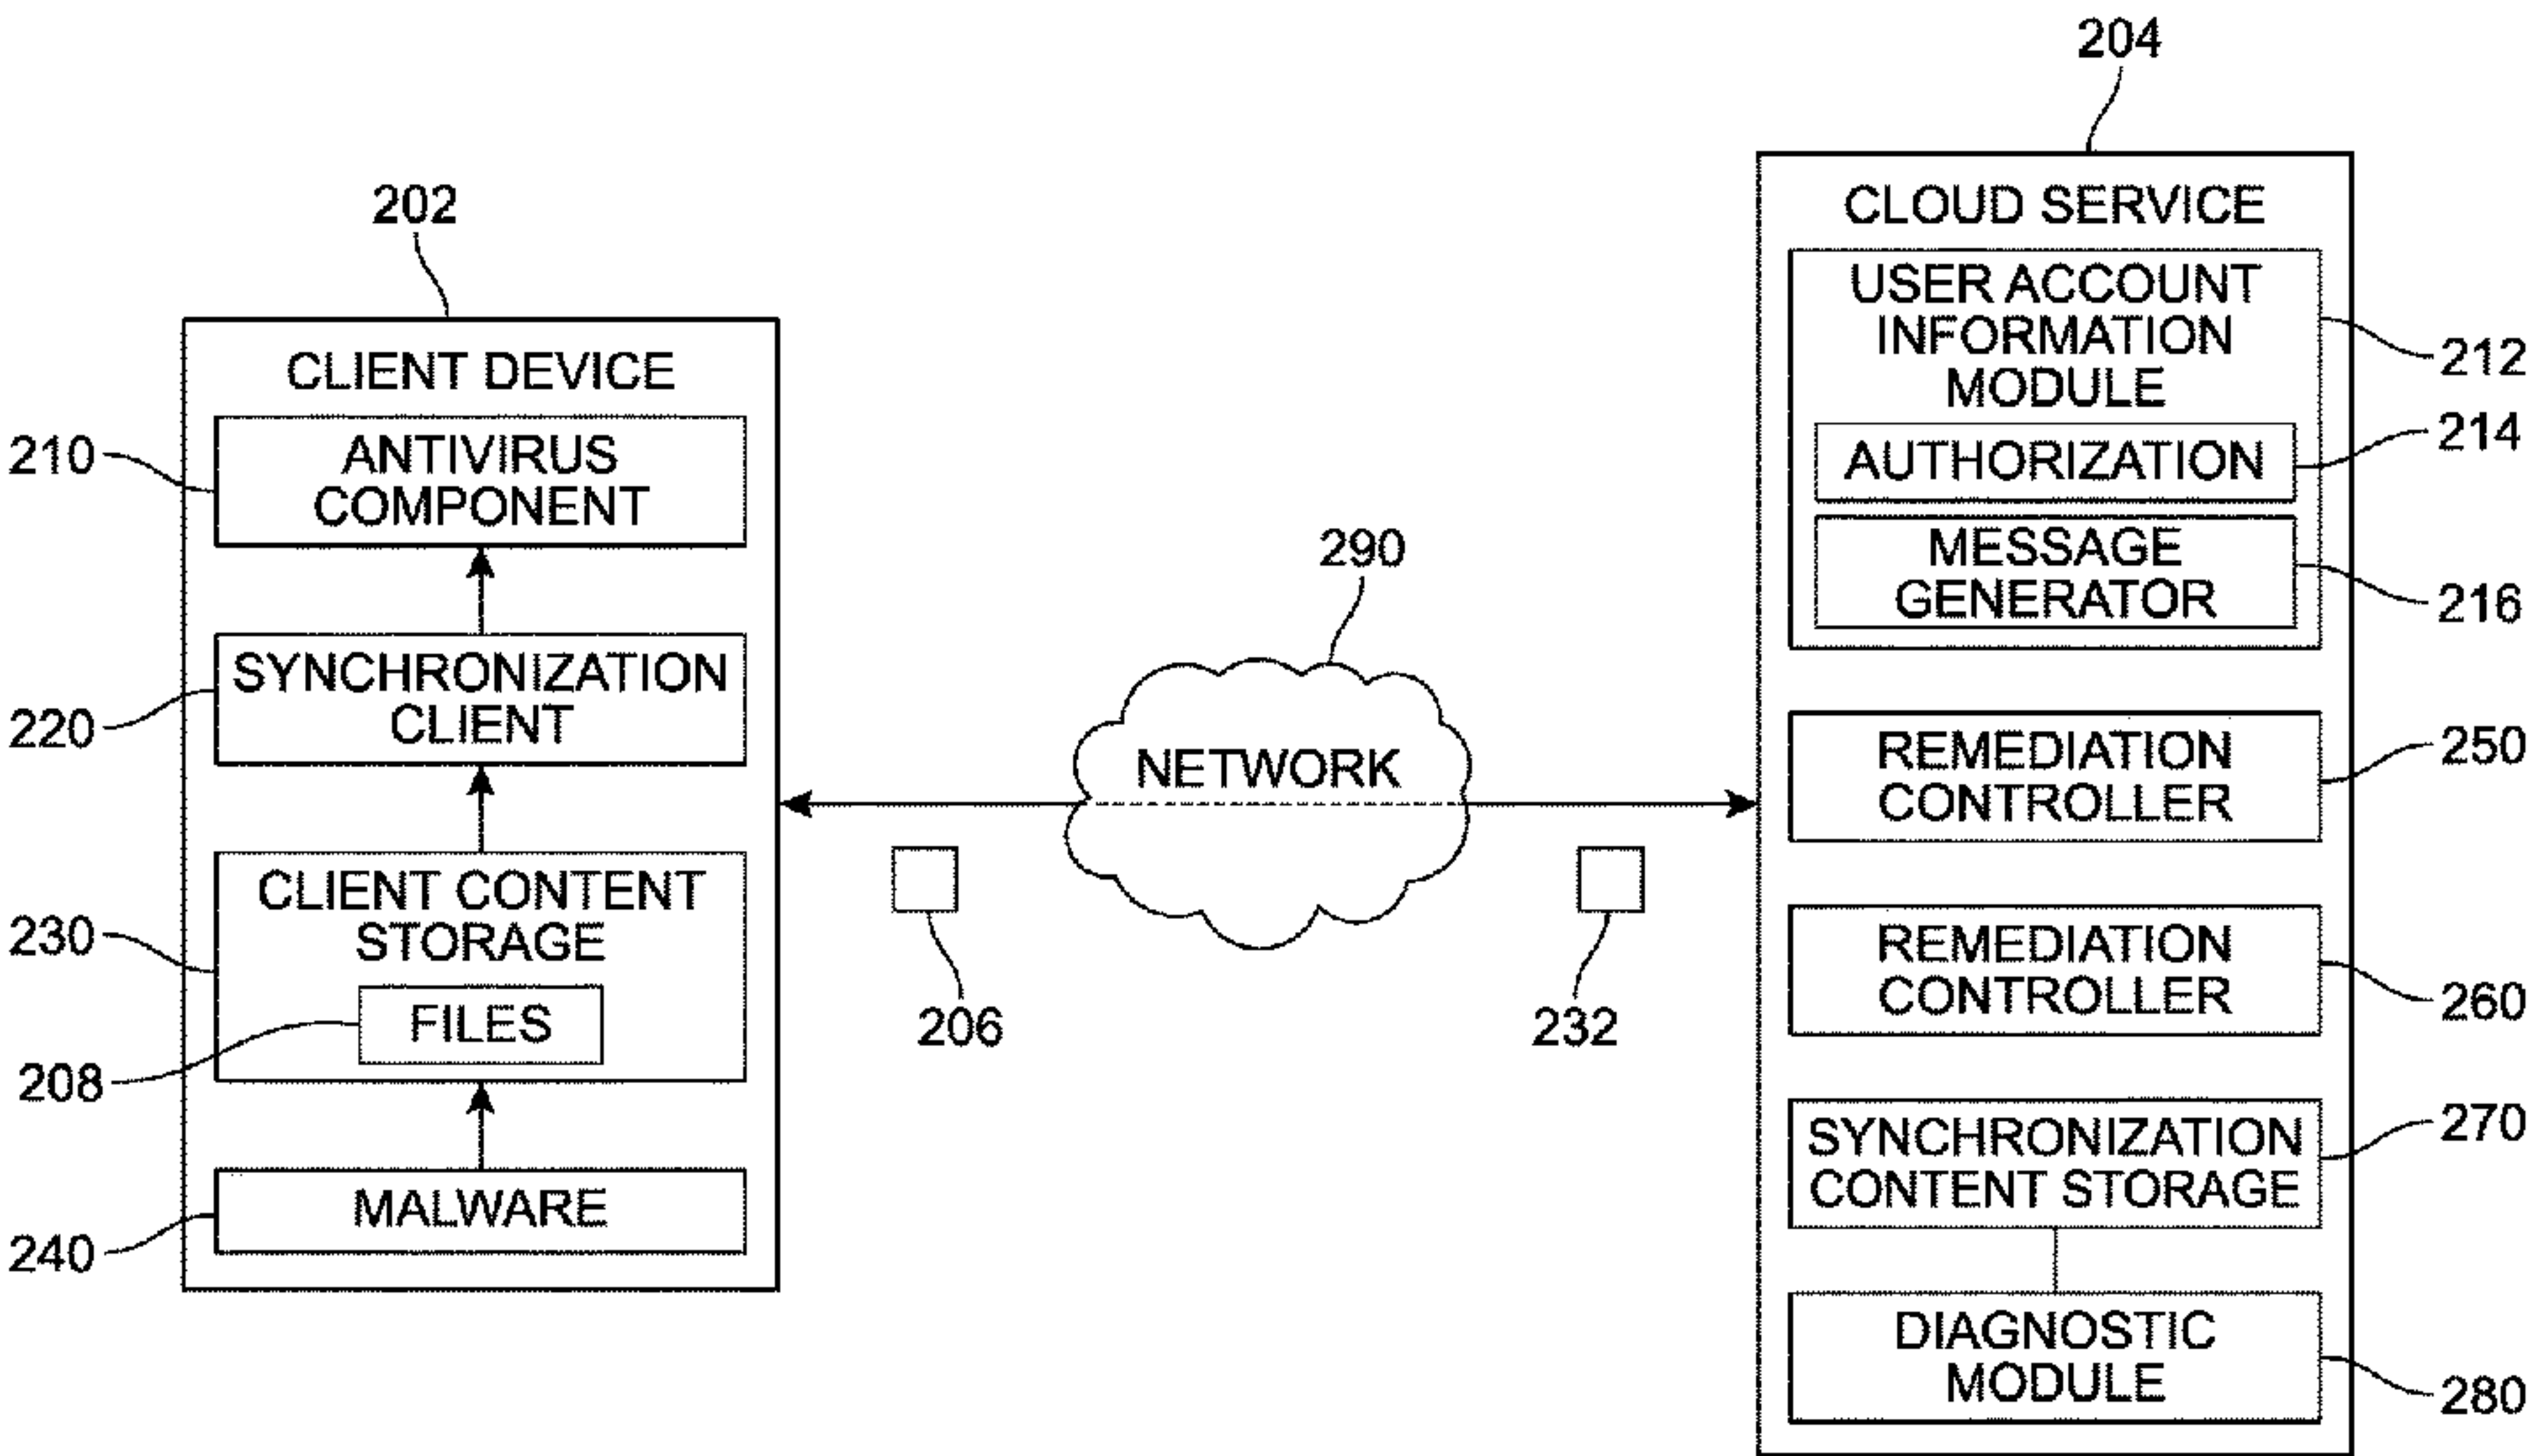 204
202
CLOUD SERVICE
USER ACCOUNT
INFORMATION
MODULE
212
CLIENT DEVICE
214
210
ANTIVIRUS
COMPONENT
AUTHORIZATION
290
MESSAGE
GENERATOR
216
SYNCHRONIZATION
CLIENT
220
NETWORK
REMEDIATION
CONTROLLER
250
CLIENT CONTENT
STORAGE
230
FILES
208
206
232
REMEDIATION
CONTROLLER
260
270
SYNCHRONIZATION
CONTENT STORAGE
MALWARE
240
DIAGNOSTIC
MODULE
280